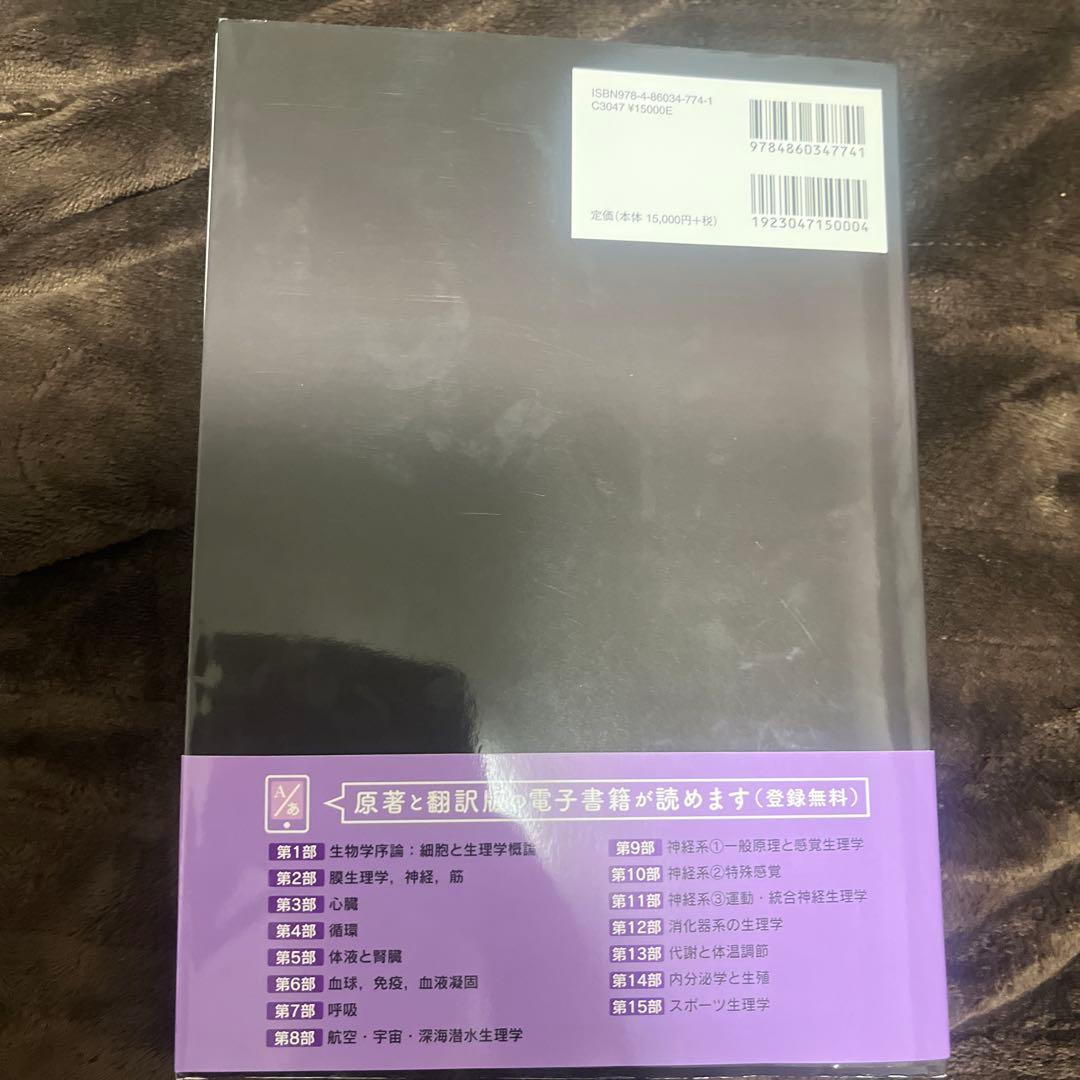 ISBN978-4-86034-774-1
C3047 ¥15000E
9784860347741
定価(本体 15,000円+税)
1923047150004
A/あ
原著と翻訳版の電子書籍が読めます(登録無料)
第1部 生物学序論:細胞と生理学概論
第2部 膜生理学,神経,筋
第3部 心臓
第4部 循環
第5部 体液と腎臓
第6部 血球,免疫,血液凝固
第7部 呼吸
第8部 航空・宇宙・深海潜水生理学
第9部 神経系①一般原理と感覚生理学
第10部 神経系②特殊感覚
第11部 神経系③運動・統合神経生理学
第12部 消化器系の生理学
第13部 代謝と体温調節
第14部 内分泌学と生殖
第15部 スポーツ生理学